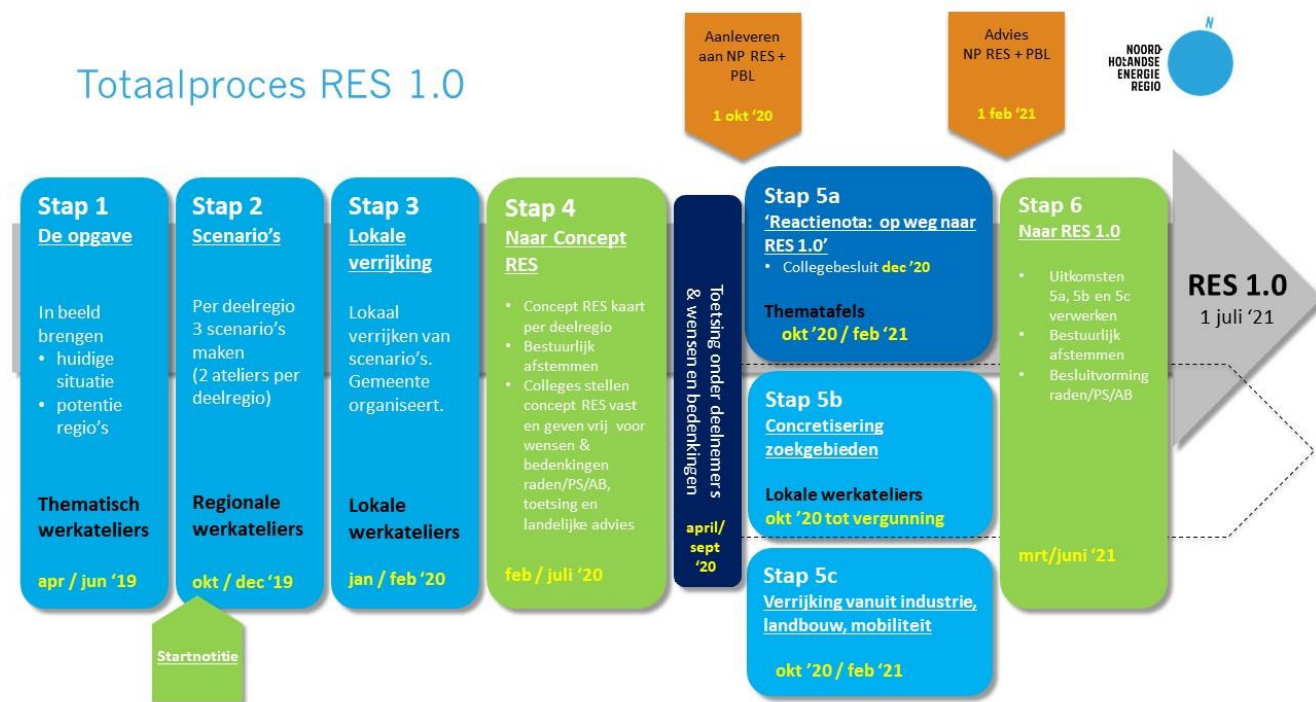 Totaalproces RES 1.0
Aanleveren
aan NP RES +
PBL
1 okt ‘20
Advies
NP RES + PBL
1 feb ‘21
N
NOORD
HOLLANDSE
ENERGIE
REGIO
Stap 1
De opgave
In beeld
brengen
• huidige
situatie
• potentie
regio’s
Thematisch
werkateliers
apr / jun ‘19
Stap 2
Scenario’s
Per deelregio
3 scenario’s
maken
(2 ateliers per
deelregio)
Regionale
werkateliers
okt / dec ‘19
Startnotitie
Stap 3
Lokale
verrijking
Lokaal
verrijken van
scenario’s.
Gemeente
organiseert.
Lokale
werkateliers
jan / feb ‘20
Stap 4
Naar Concept
RES
• Concept RES kaart
per deelregio
• Bestuurlijk
afstemmen
• Colleges stellen
concept RES vast
en geven vrij voor
wensen &
bedenkingen
raden/PS/AB,
toetsing en
landelijke advies
feb / juli ‘20
Toetsing onder deelnemers
& wensen en bedenkingen
april/
sept
‘20
Stap 5a
‘Reactienota: op weg naar
RES 1.0’
• Collegebesluit dec ’20
Thematafels
okt ’20 / feb ‘21
Stap 5b
Concretisering
zoekgebieden
Lokale werkateliers
okt ’20 tot vergunning
Stap 5c
Verrijking vanuit industrie,
landbouw, mobiliteit
okt ’20 / feb ‘21
Stap 6
Naar RES 1.0
• Uitkomsten
5a, 5b en 5c
verwerken
• Bestuurlijk
afstemmen
• Besluitvorming
raden/PS/AB
mrt/juni ‘21
RES 1.0
1 juli ‘21